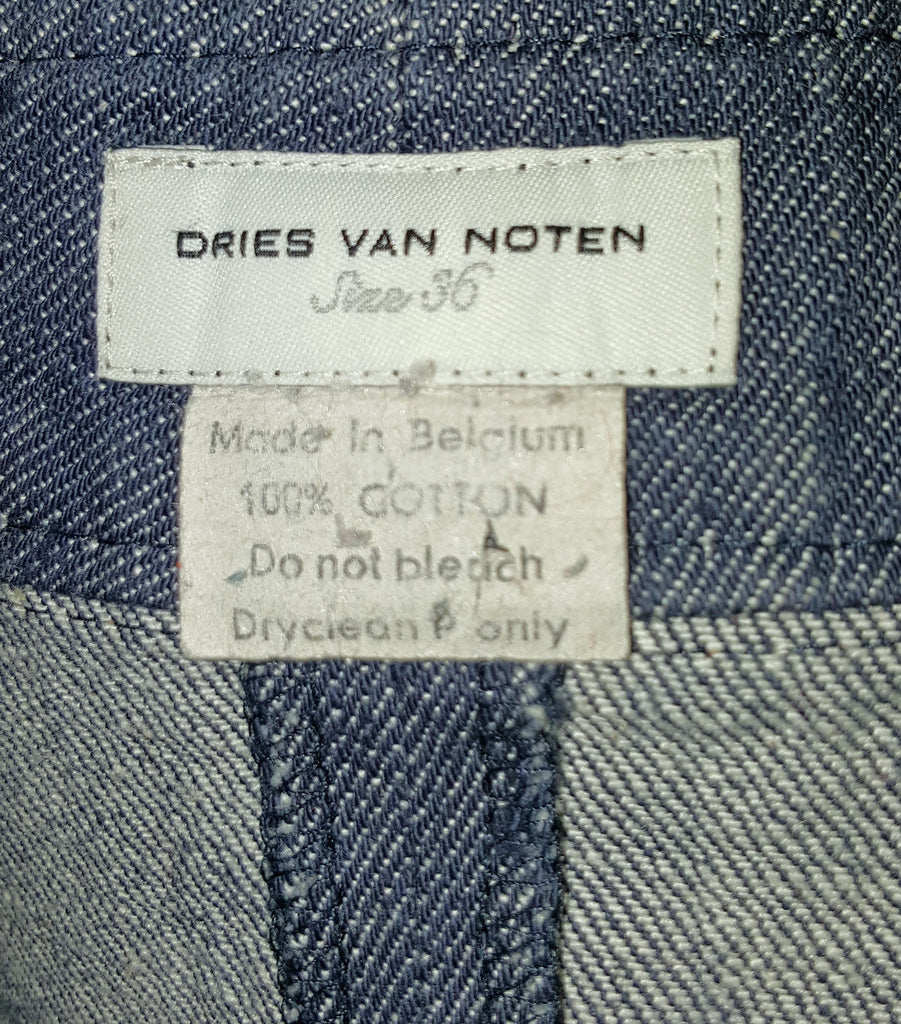 DRIES VAN NOTEN
Size 36
Made In Belgium
100% COTTON
Do not bleach
Dryclean P only